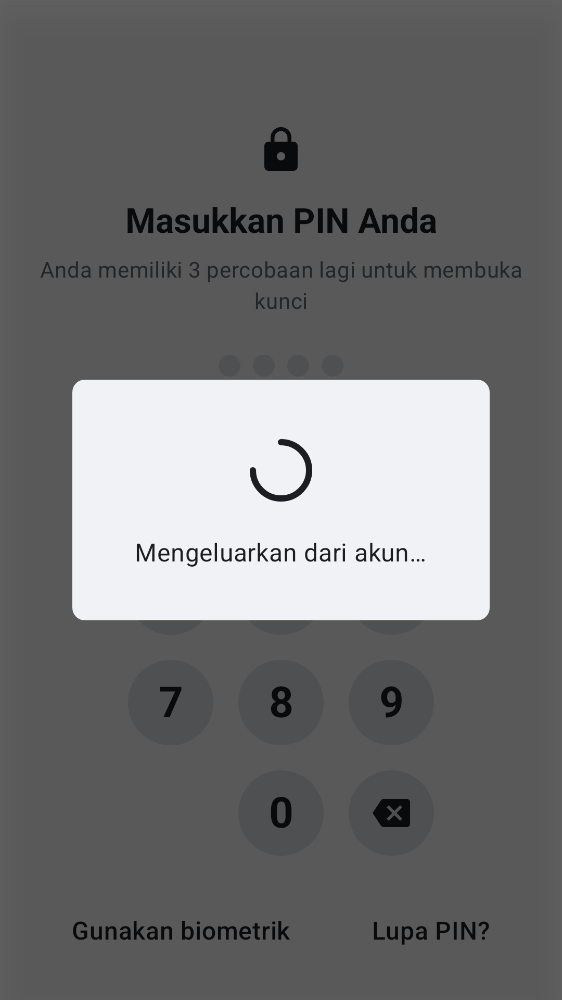 Masukkan PIN Anda
Anda memiliki 3 percobaan lagi untuk membuka
kunci
Mengeluarkan dari akun...
7 8 9
0
Gunakan biometrik Lupa PIN?